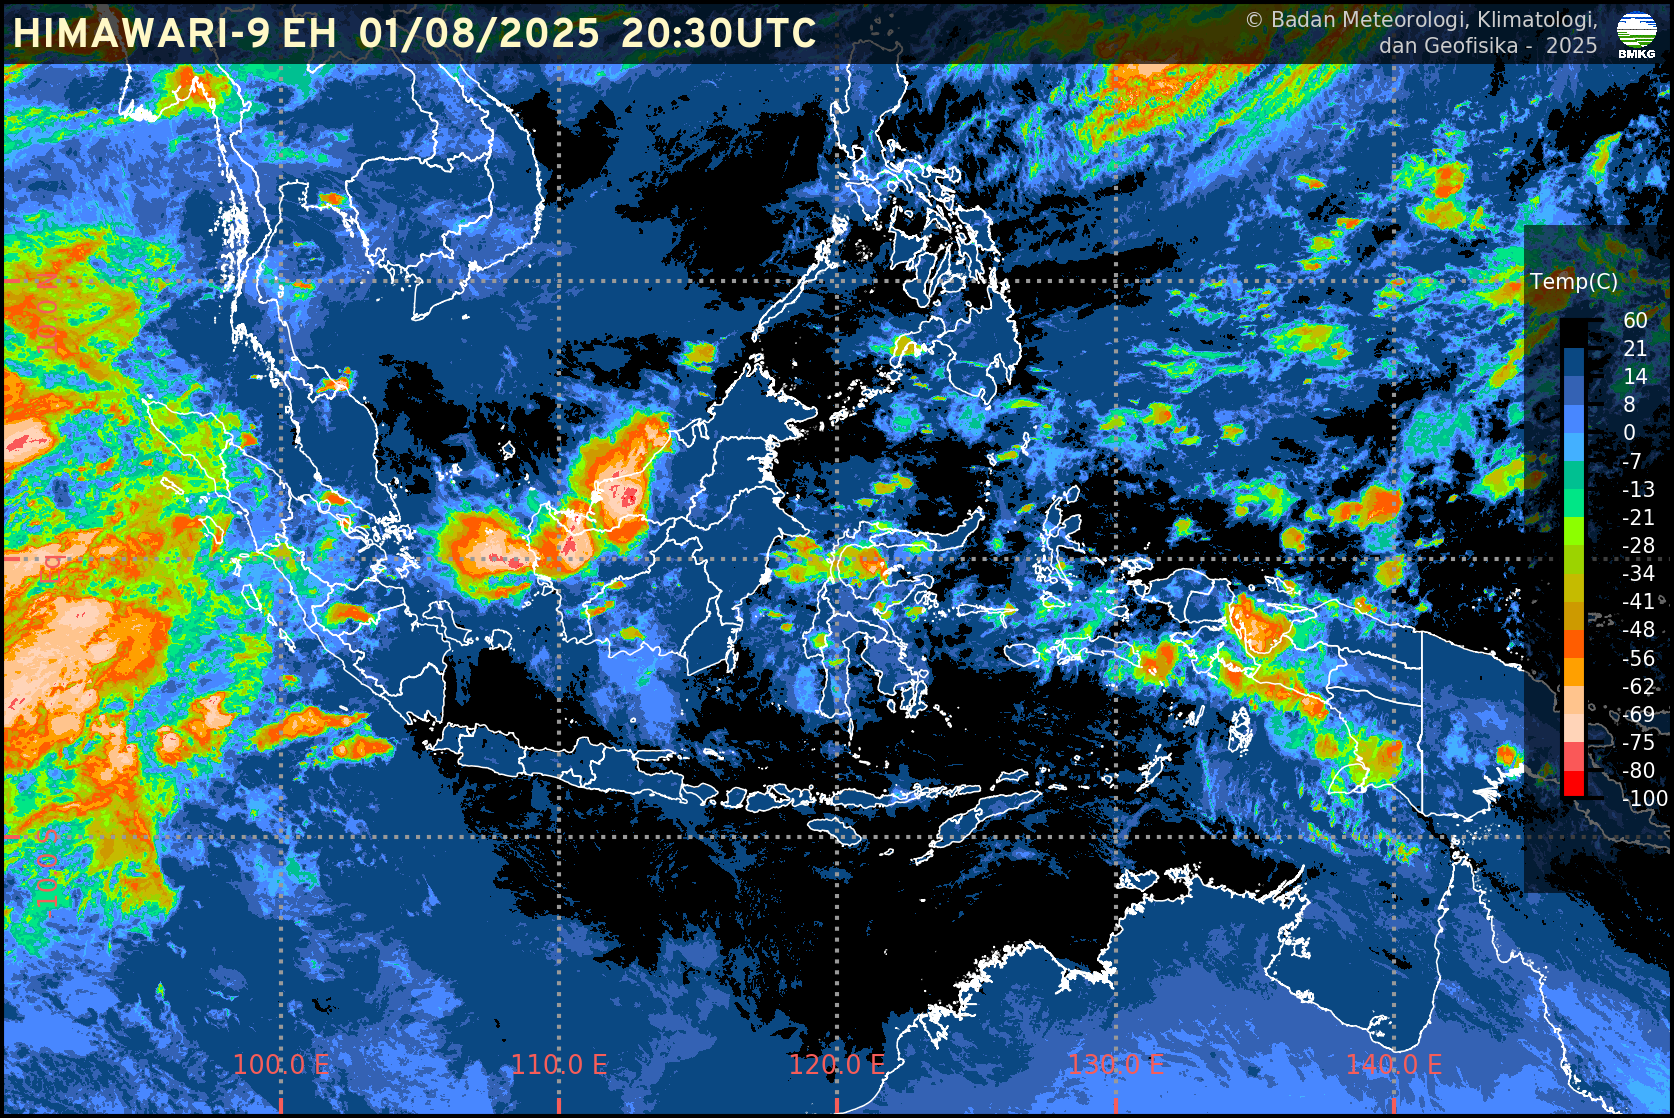 HIMAWARI-9 EH 01/08/2025 20:30UTC
© Badan Meteorologi, Klimatologi,
dan Geofisika - 2025
BMKG
Temp(C)
60
21
14
8
0
-7
-13
-21
-28
-34
-41
-48
-56
-62
-69
-75
-80
-100
Eq
100.0 E
110.0 E
120.0 E
130.0 E
140.0 E